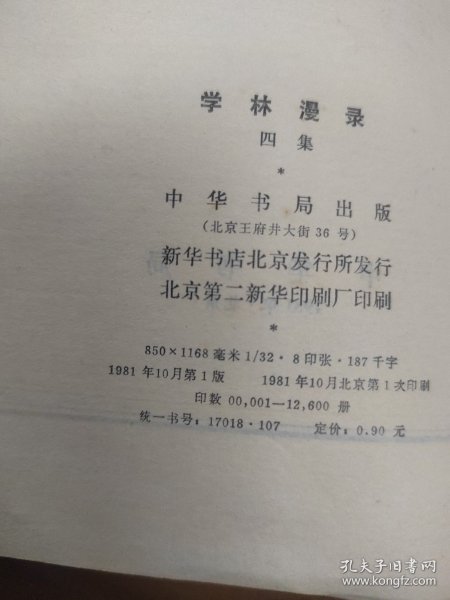 学林漫录
四集
*
中华书局出版
(北京王府井大街 36 号)
新华书店北京发行所发行
北京第二新华印刷厂印刷
*
850×1168 毫米 1/32·8 印张·187 千字
1981 年 10 月第 1 版 1981 年 10 月北京第 1 次印刷
印数 00,001—12,600 册
统一书号: 17018·107 定价: 0.90 元
孔夫子旧书网
www.kongfz.com